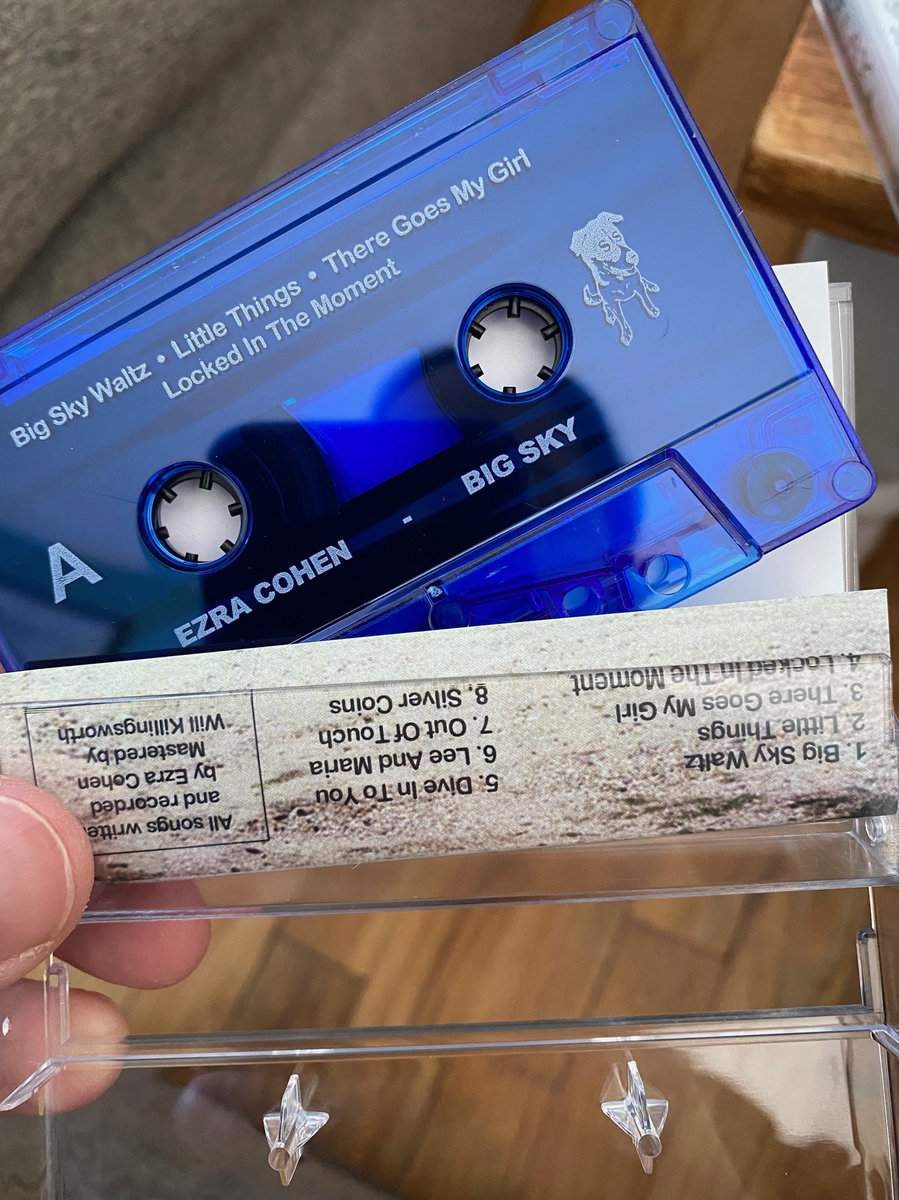 Big Sky Waltz • Little Things • There Goes My Girl
Locked In The Moment
A
EZRA COHEN - BIG SKY
1. Big Sky Waltz
2. Little Things
3. There Goes My Girl
4. Locked In The Moment
5. Dive In To You
6. Lee And Maria
7. Out Of Touch
8. Silver Coins
All songs written
and recorded
by Ezra Cohen
Mastered by
Will Killingsworth